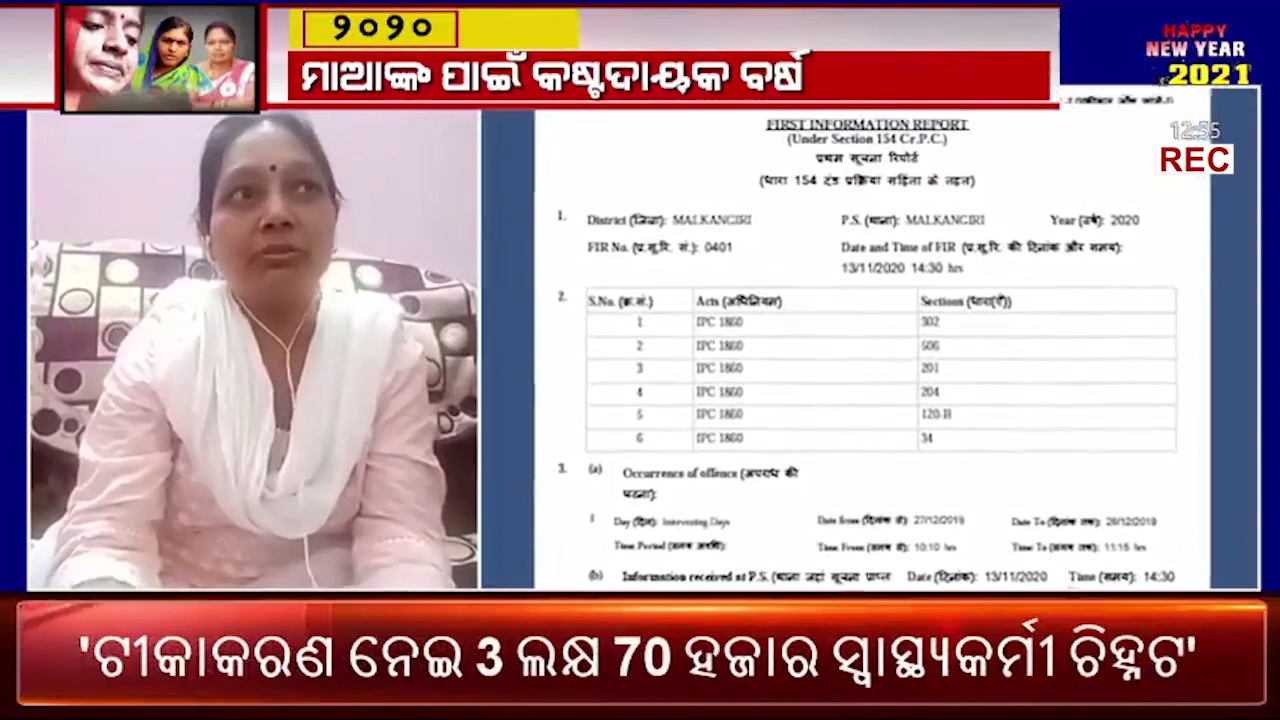 ୨୦୨୦
ମାଆଙ୍କ ପାଇଁ କଷ୍ଟଦାୟକ ବର୍ଷ
HAPPY
NEW YEAR
2021
12:55
REC
FIRST INFORMATION REPORT
(Under Section 154 Cr.P.C.)
प्रथम सूचना रिपोर्ट
(धारा 154 दंड प्रक्रिया संहिता के तहत)
1. District (जिला): MALKANGIRI P.S. (थाना): MALKANGIRI Year (वर्ष): 2020
FIR No. (प्र.सू.रि. सं.): 0401 Date and Time of FIR (प्र.सू.रि. की दिनांक और समय):
13/11/2020 14:30 hrs
2. S.No. (क्र.सं.) Acts (अधिनियम) Sections (धारा(एँ))
1 IPC 1860 302
2 IPC 1860 506
3 IPC 1860 201
4 IPC 1860 204
5 IPC 1860 120-B
6 IPC 1860 34
3. (a) Occurrence of offence (अपराध की
घटना):
1 Day (दिन): Intervening Days Date from (दिनांक से): 27/12/2019 Date To (दिनांक तक): 28/12/2019
Time Period (समय अवधि): Time From (समय से): 10:10 hrs Time To (समय तक): 11:15 hrs
(b) Information received at P.S. (थाना जहां सूचना प्राप्त Date (दिनांक): 13/11/2020 Time (समय): 14:30
'ଟୀକାକରଣ ନେଇ 3 ଲକ୍ଷ 70 ହଜାର ସ୍ୱାସ୍ଥ୍ୟକର୍ମୀ ଚିହ୍ନଟ'